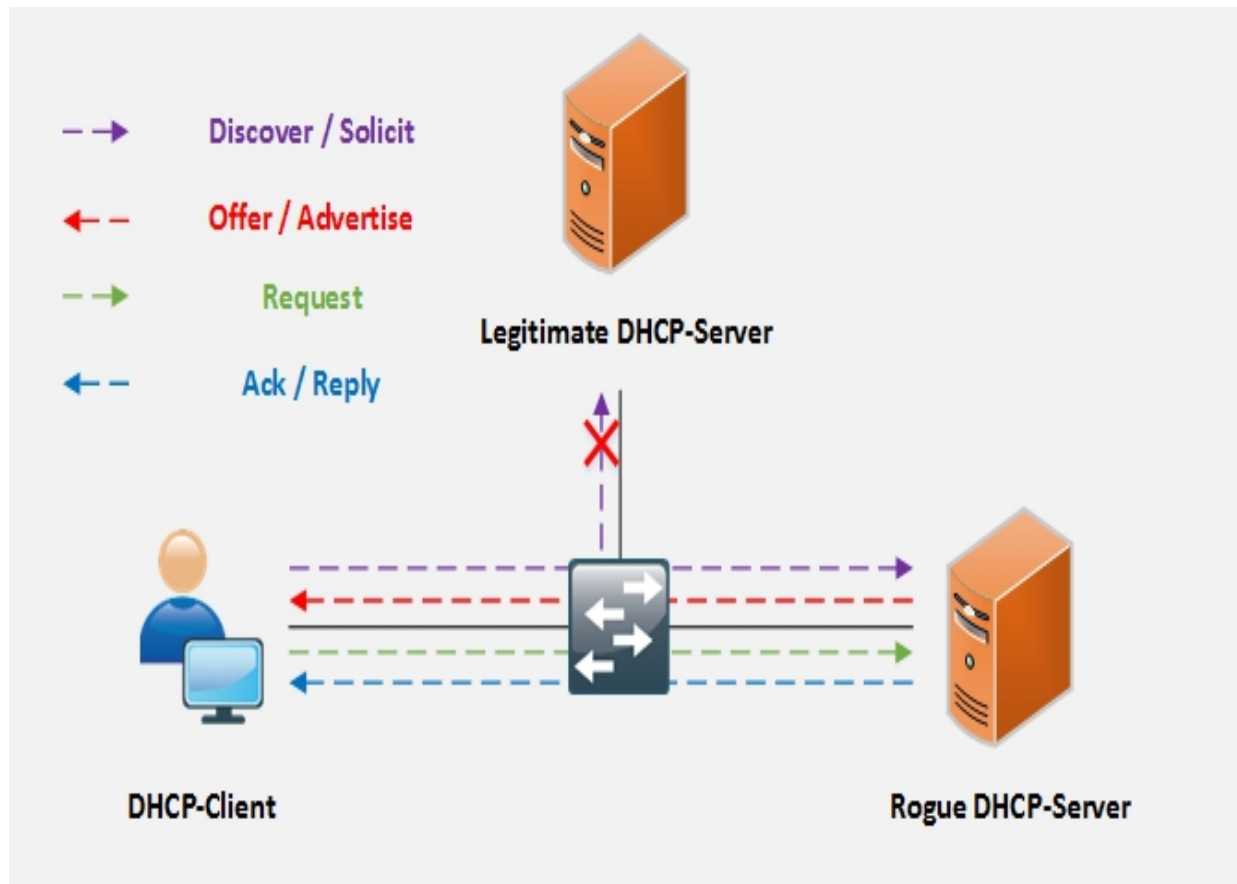 Discover / Solicit
Offer / Advertise
Request
Ack / Reply
Legitimate DHCP-Server
DHCP-Client
Rogue DHCP-Server